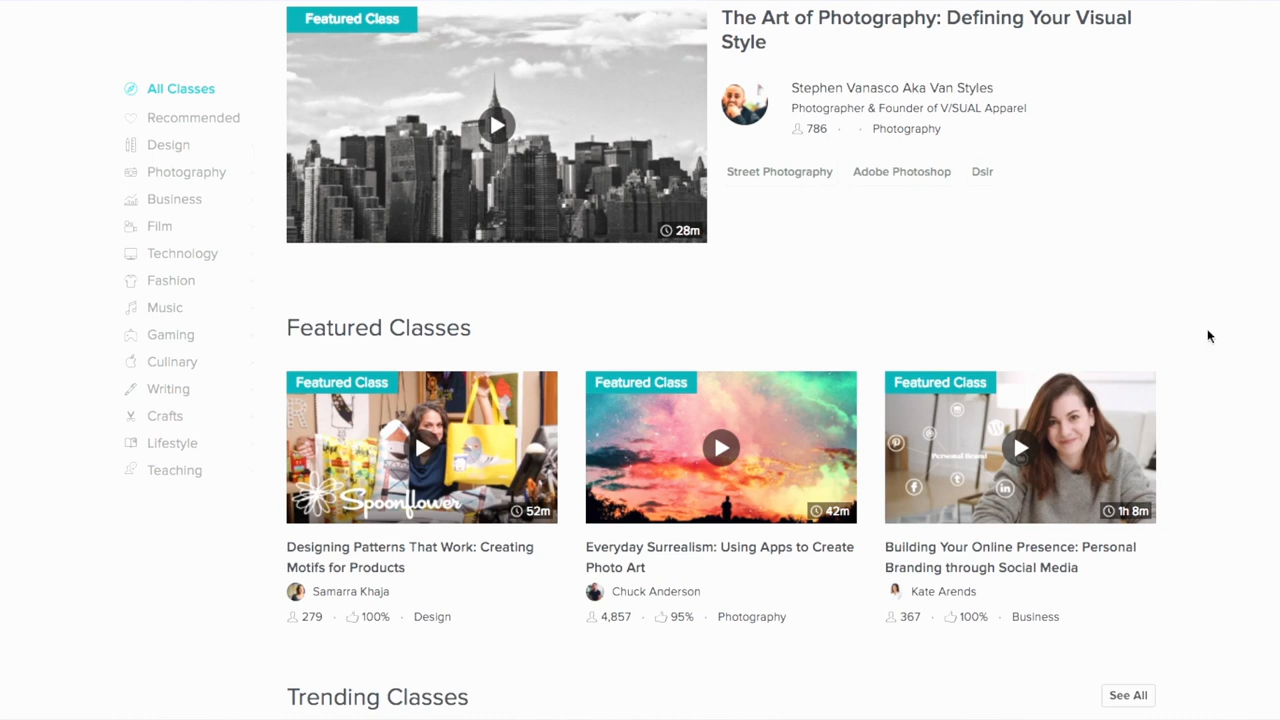 Featured Class
The Art of Photography: Defining Your Visual
Style
Stephen Vanasco Aka Van Styles
Photographer & Founder of V/SUAL Apparel
786 · · Photography
Street Photography Adobe Photoshop Dslr
28m
All Classes
Recommended
Design
Photography
Business
Film
Technology
Fashion
Music
Gaming
Culinary
Writing
Crafts
Lifestyle
Teaching
Featured Classes
Featured Class
Spoonflower
52m
Designing Patterns That Work: Creating
Motifs for Products
Samarra Khaja
279 · 100% · Design
Featured Class
42m
Everyday Surrealism: Using Apps to Create
Photo Art
Chuck Anderson
4,857 · 95% · Photography
Featured Class
Personal Brand
1h 8m
Building Your Online Presence: Personal
Branding through Social Media
Kate Arends
367 · 100% · Business
Trending Classes
See All